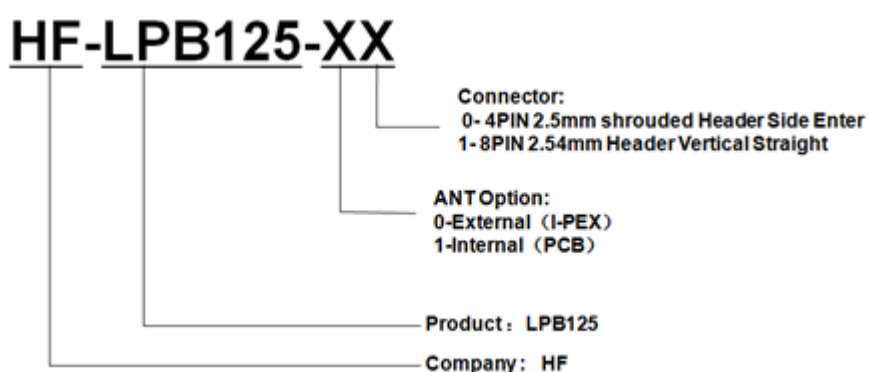 HF-LPB125-XX
Connector:
0- 4PIN 2.5mm shrouded Header Side Enter
1- 8PIN 2.54mm Header Vertical Straight
ANT Option:
0-External（I-PEX）
1-Internal（PCB）
Product：LPB125
Company： HF